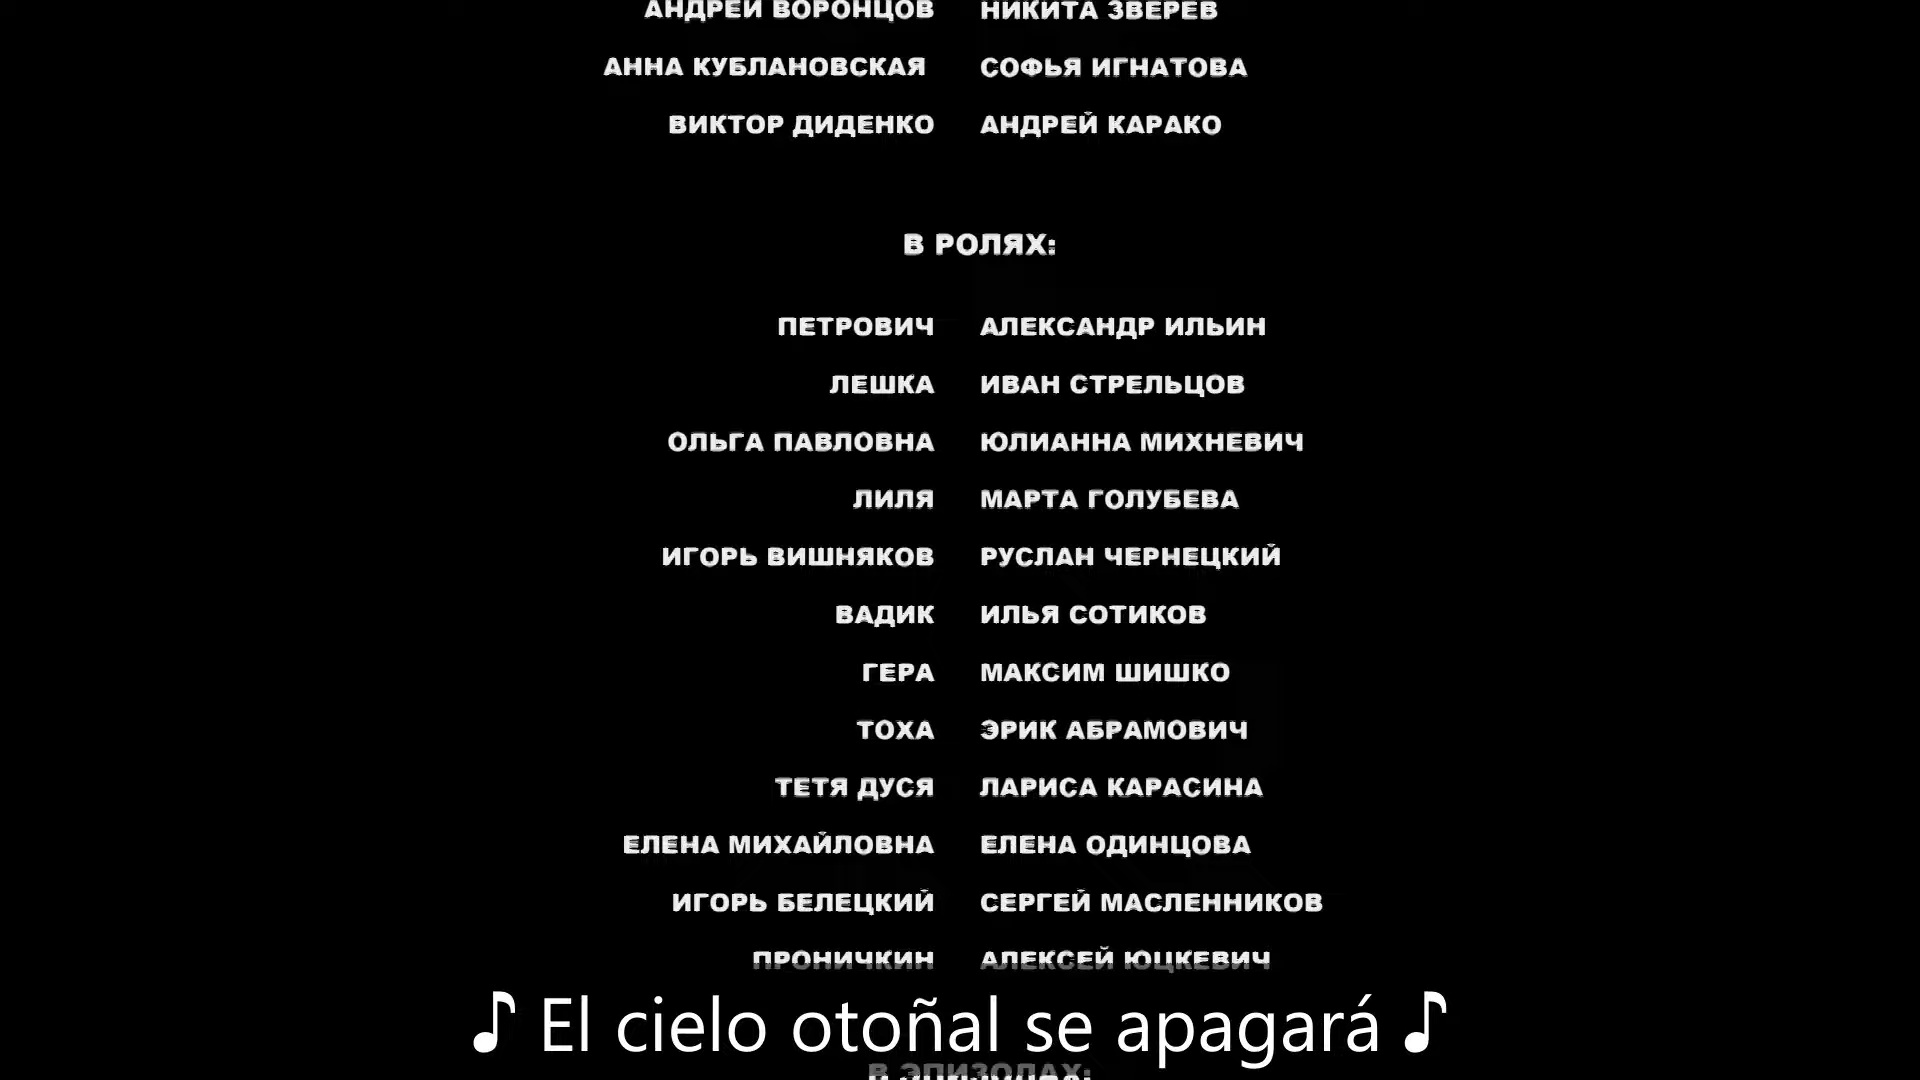 АНДРЕЙ ВОРОНЦОВ НИКИТА ЗВЕРЕВ
АННА КУБЛАНОВСКАЯ СОФЬЯ ИГНАТОВА
ВИКТОР ДИДЕНКО АНДРЕЙ КАРАКО
В РОЛЯХ:
ПЕТРОВИЧ АЛЕКСАНДР ИЛЬИН
ЛЕШКА ИВАН СТРЕЛЬЦОВ
ОЛЬГА ПАВЛОВНА ЮЛИАННА МИХНЕВИЧ
ЛИЛЯ МАРТА ГОЛУБЕВА
ИГОРЬ ВИШНЯКОВ РУСЛАН ЧЕРНЕЦКИЙ
ВАДИК ИЛЬЯ СОТИКОВ
ГЕРА МАКСИМ ШИШКО
ТОХА ЭРИК АБРАМОВИЧ
ТЕТЯ ДУСЯ ЛАРИСА КАРАСИНА
ЕЛЕНА МИХАЙЛОВНА ЕЛЕНА ОДИНЦОВА
ИГОРЬ БЕЛЕЦКИЙ СЕРГЕЙ МАСЛЕННИКОВ
ПРОНИЧКИН АЛЕКСЕЙ ЮЦКЕВИЧ
♪ El cielo otoñal se apagará ♪
В ЭПИЗОДАХ: